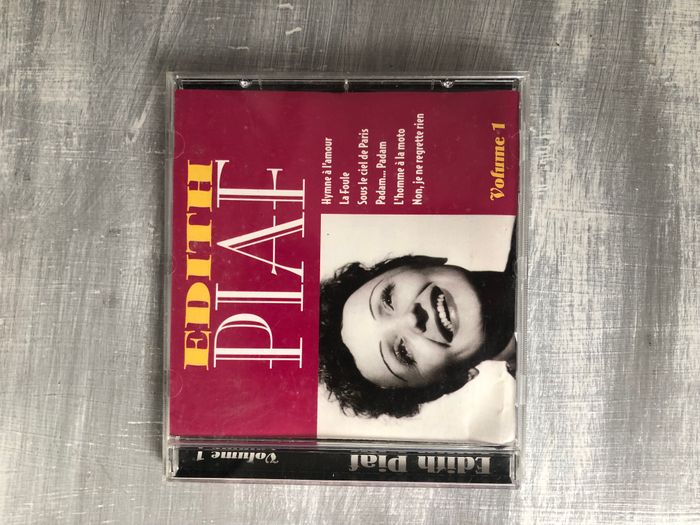 EDITH
PIAF
Hymne à l'amour
La Foule
Sous le ciel de Paris
Padam... Padam
L'homme à la moto
Non, je ne regrette rien
Volume 1
Edith Piaf
Volume 1